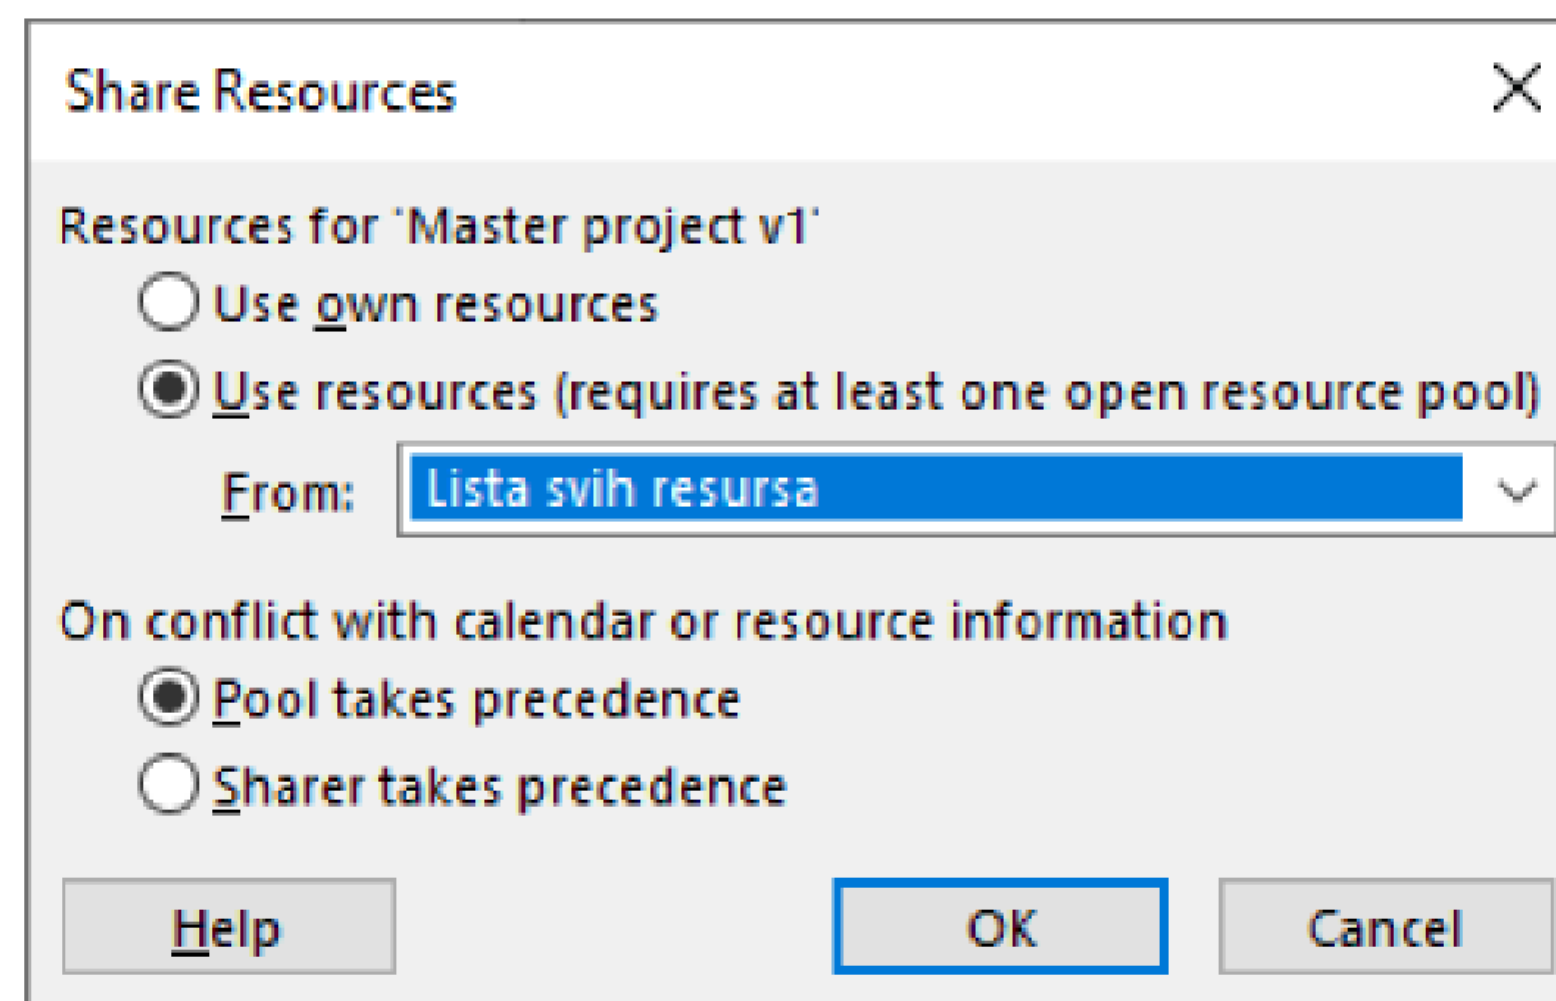 Share Resources
Resources for 'Master project v1'
Use own resources
Use resources (requires at least one open resource pool)
From: Lista svih resursa
On conflict with calendar or resource information
Pool takes precedence
Sharer takes precedence
Help OK Cancel